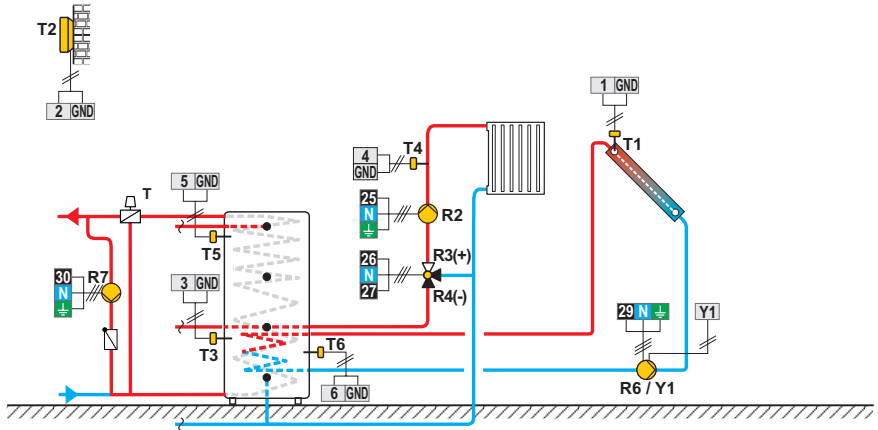 T2
2 GND
1 GND
T1
4
GND
T4
5 GND
T
T5
25
N
R2
R3(+)
26
N
27
R4(-)
3 GND
30
N
R7
T3
T6
6 GND
29 N
Y1
R6 / Y1